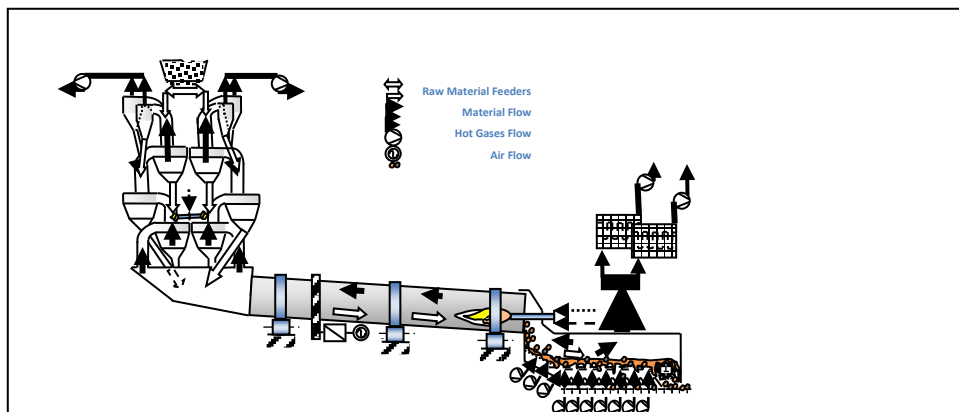 Raw Material Feeders
Material Flow
Hot Gases Flow
Air Flow